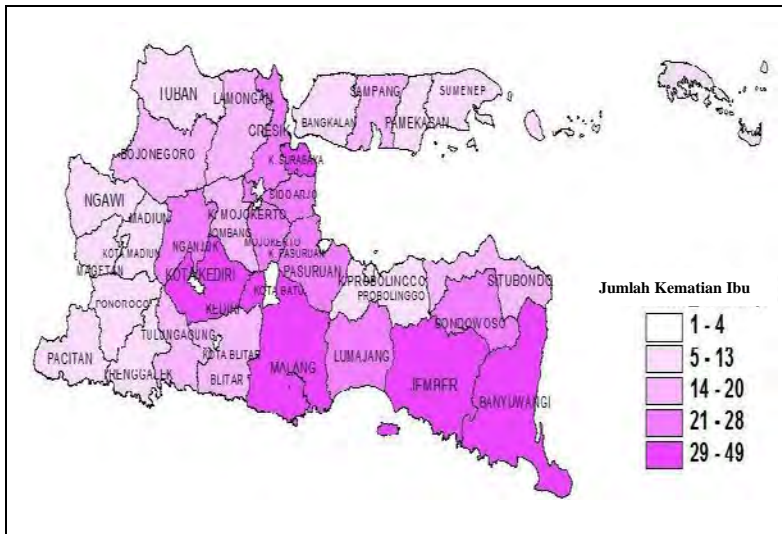 TUBAN
LAMONGAN
GRESIK
BANGKALAN
SAMPANG
PAMEKASAN
SUMENEP
BOJONEGORO
K. SURABAYA
SIDOARJO
NGAWI
MADIUN
K. MOJOKERTO
JOMBANG
MOJOKERTO
NGANJUK
KOTA MADIUN
MAGETAN
K. PASURUAN
PASURUAN
KOTA KEDIRI
KEDIRI
KOTA BATU
K. PROBOLINGGO
PROBOLINGGO
SITUBONDO
BONDOWOSO
PONOROGO
TULUNGAGUNG
PACITAN
TRENGGALEK
KOTA BLITAR
BLITAR
MALANG
LUMAJANG
JEMBER
BANYUWANGI
Jumlah Kematian Ibu
1 - 4
5 - 13
14 - 20
21 - 28
29 - 49